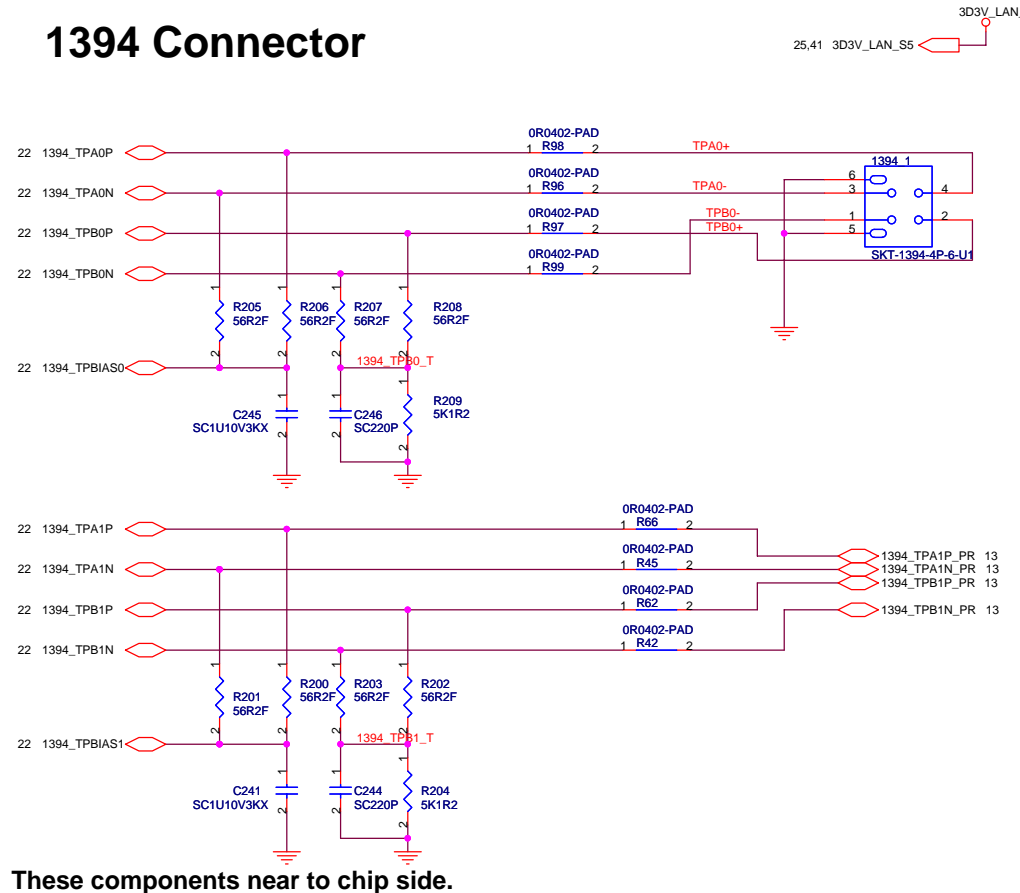 1394 Connector
3D3V_LAN_
25,41 3D3V_LAN_S5
22 1394_TPA0P
0R0402-PAD
1 R98 2
TPA0+
22 1394_TPA0N
0R0402-PAD
1 R96 2
TPA0-
22 1394_TPB0P
0R0402-PAD
1 R97 2
TPB0-
TPB0+
22 1394_TPB0N
0R0402-PAD
1 R99 2
1394_1
6
3 4
1 2
5
SKT-1394-4P-6-U1
1 1 1 1
R205 R206 R207 R208
56R2F 56R2F 56R2F 56R2F
2 2 2 2
22 1394_TPBIAS0
1394_TPB0_T
1 1 1
C245
SC1U10V3KX
C246
SC220P
R209
5K1R2
2 2 2
22 1394_TPA1P
0R0402-PAD
1 R66 2
22 1394_TPA1N
0R0402-PAD
1 R45 2
22 1394_TPB1P
0R0402-PAD
1 R62 2
22 1394_TPB1N
0R0402-PAD
1 R42 2
1394_TPA1P_PR 13
1394_TPA1N_PR 13
1394_TPB1P_PR 13
1394_TPB1N_PR 13
1 1 1 1
R201 R200 R203 R202
56R2F 56R2F 56R2F 56R2F
2 2 2 2
22 1394_TPBIAS1
1394_TPB1_T
1 1 1
C241
SC1U10V3KX
C244
SC220P
R204
5K1R2
2 2 2
These components near to chip side.